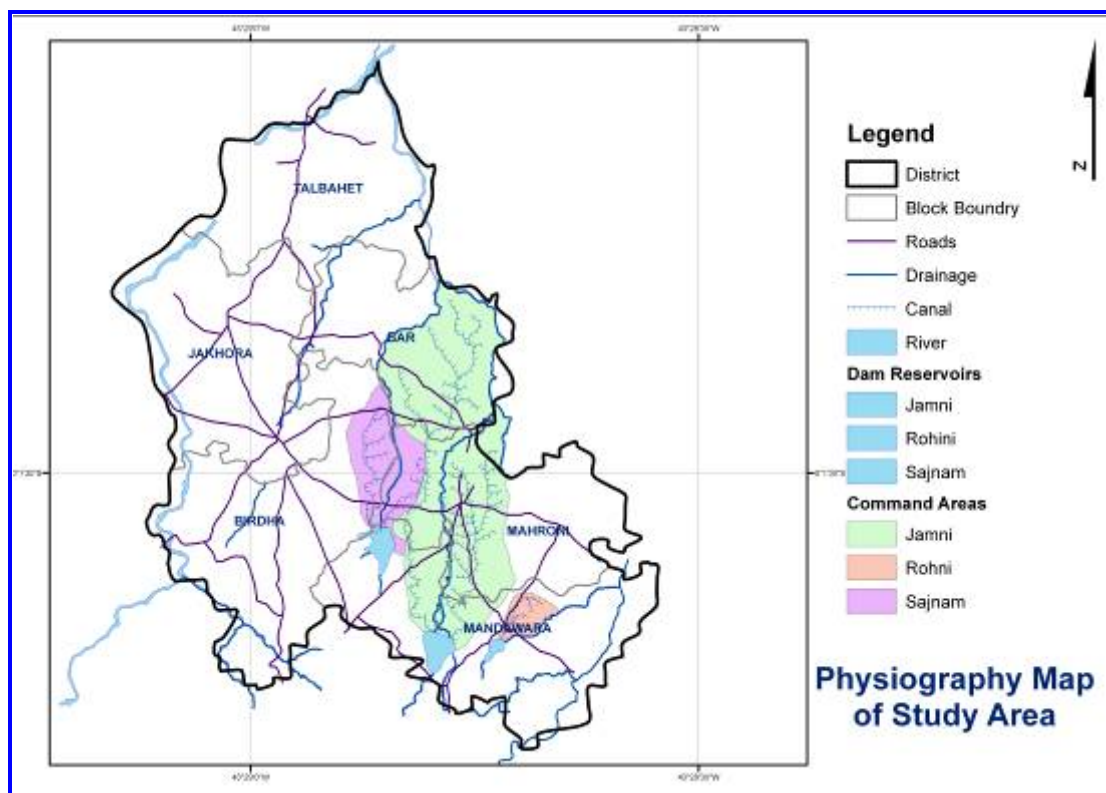 Z
Legend
District
Block Boundry
Roads
Drainage
Canal
River
Dam Reservoirs
Jamni
Rohini
Sajnam
Command Areas
Jamni
Rohni
Sajnam
Physiography Map
of Study Area
TALBAHET
BAR
JAKHORA
BIRDHA
MAHRONI